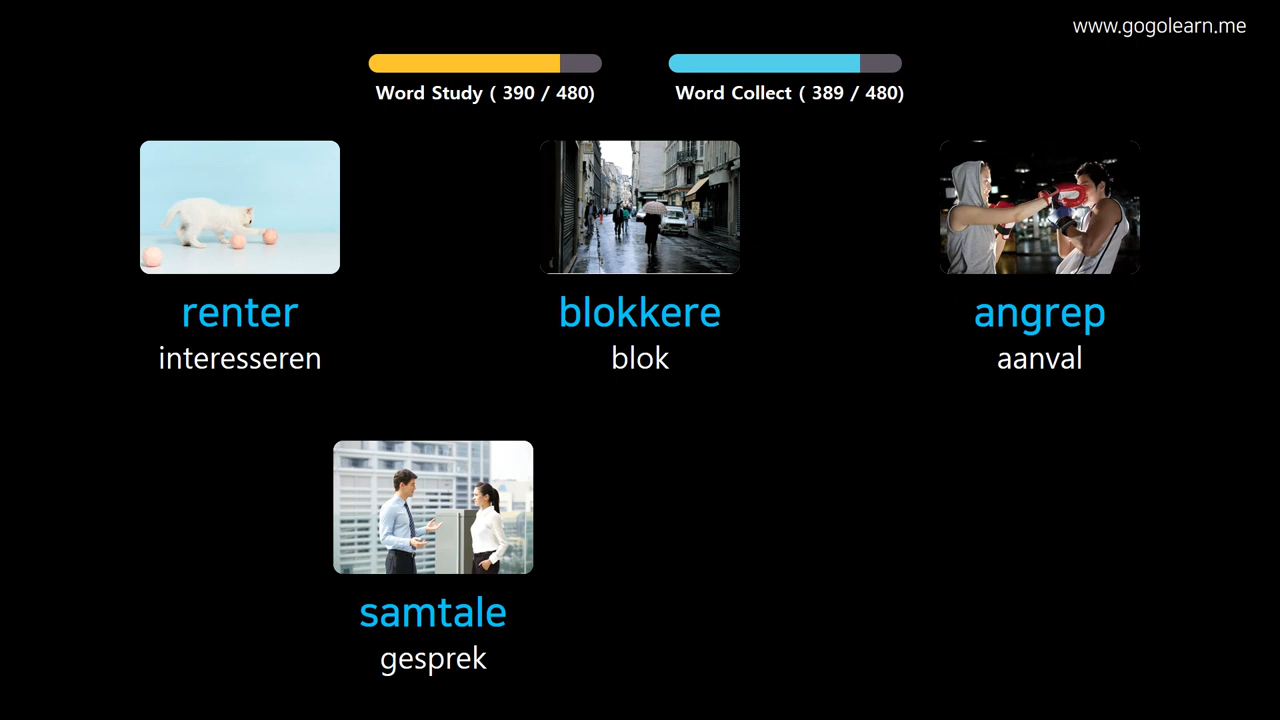 www.gogolearn.me
Word Study ( 390 / 480)
Word Collect ( 389 / 480)
renter
interesseren
blokkere
blok
angrep
aanval
samtale
gesprek